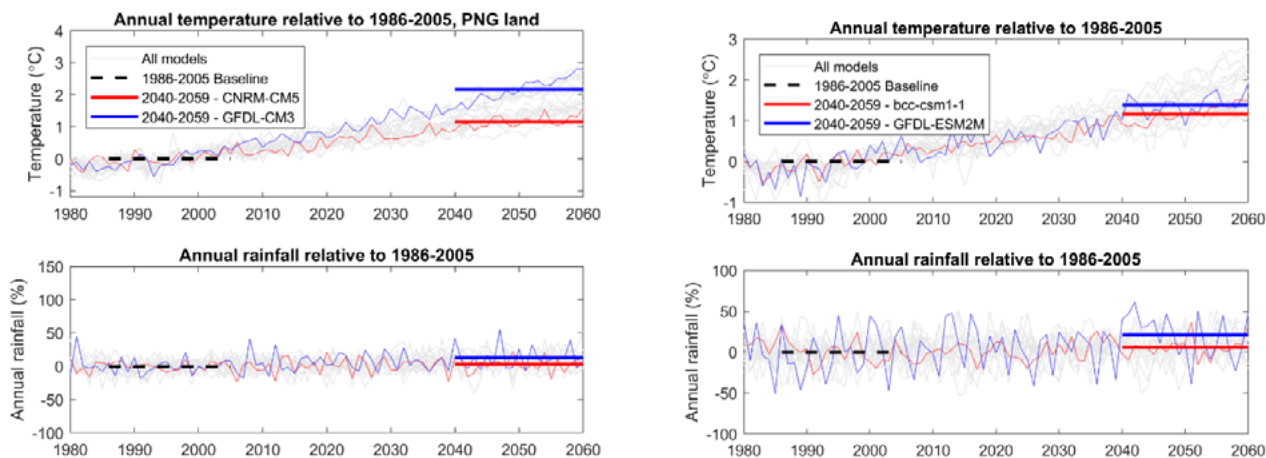 Annual temperature relative to 1986-2005, PNG land
Temperature (°C)
4
3
2
1
0
-1
All models
1986-2005 Baseline
2040-2059 - CNRM-CM5
2040-2059 - GFDL-CM3
1980 1990 2000 2010 2020 2030 2040 2050 2060
Annual rainfall relative to 1986-2005
Annual rainfall (%)
150
100
50
0
-50
-100
1980 1990 2000 2010 2020 2030 2040 2050 2060
Annual temperature relative to 1986-2005
Temperature (°C)
3
2
1
0
-1
All models
1986-2005 Baseline
2040-2059 - bcc-csm1-1
2040-2059 - GFDL-ESM2M
1980 1990 2000 2010 2020 2030 2040 2050 2060
Annual rainfall relative to 1986-2005
Annual rainfall (%)
100
50
0
-50
-100
1980 1990 2000 2010 2020 2030 2040 2050 2060